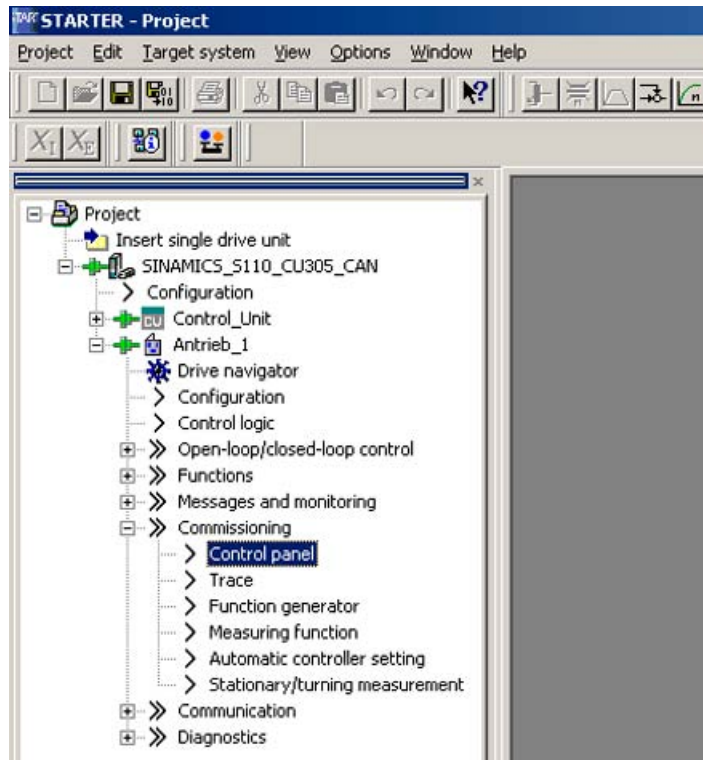 STARTER - Project
Project Edit Target system View Options Window Help
Project
Insert single drive unit
SINAMICS_S110_CU305_CAN
Configuration
CU Control_Unit
Antrieb_1
Drive navigator
Configuration
Control logic
Open-loop/closed-loop control
Functions
Messages and monitoring
Commissioning
Control panel
Trace
Function generator
Measuring function
Automatic controller setting
Stationary/turning measurement
Communication
Diagnostics